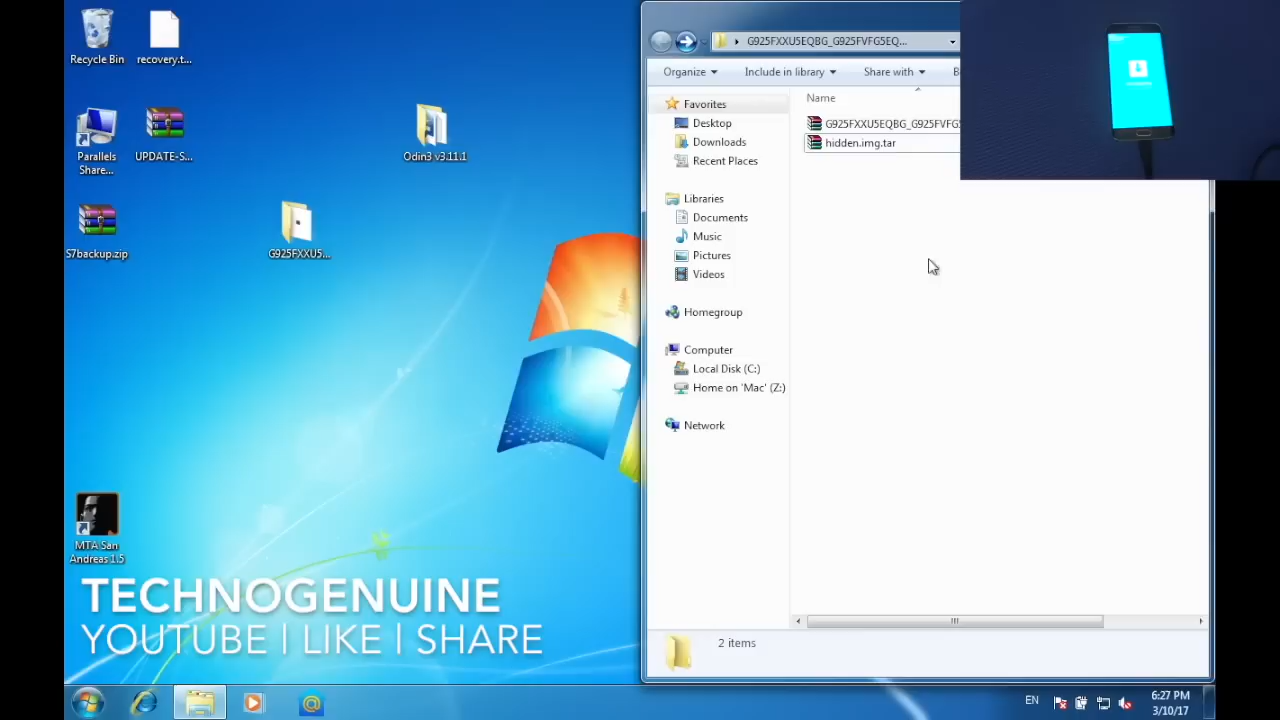 Recycle Bin
recovery.t...
Parallels
Share...
UPDATE-S...
Odin3 v3.11.1
S7backup.zip
G925FXXU5...
MTA San
Andreas 1.5
TECHNOGENUINE
YOUTUBE | LIKE | SHARE
G925FXXU5EQBG_G925FVFG5EQ...
Organize
Include in library
Share with
B
Favorites
Desktop
Downloads
Recent Places
Libraries
Documents
Music
Pictures
Videos
Homegroup
Computer
Local Disk (C:)
Home on 'Mac' (Z:)
Network
Name
G925FXXU5EQBG_G925FVFG5
hidden.img.tar
2 items
EN
6:27 PM
3/10/17